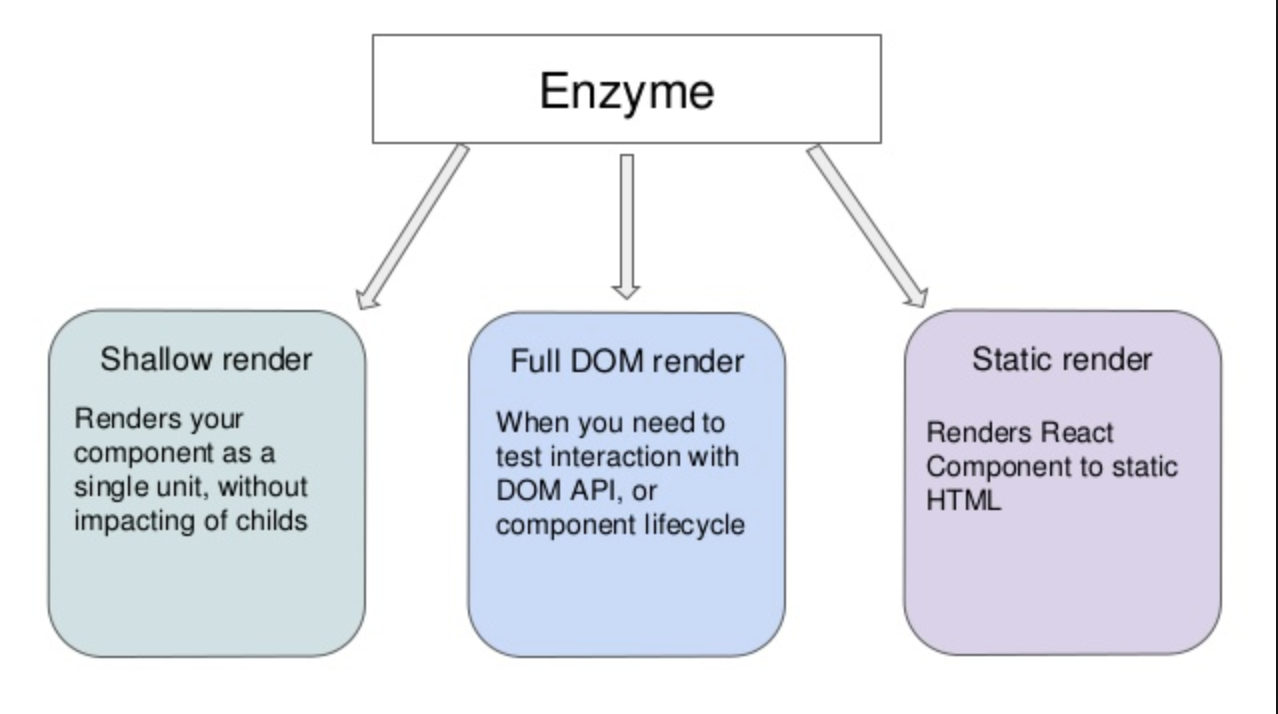 Enzyme
Shallow render
Renders your
component as a
single unit, without
impacting of childs
Full DOM render
When you need to
test interaction with
DOM API, or
component lifecycle
Static render
Renders React
Component to static
HTML